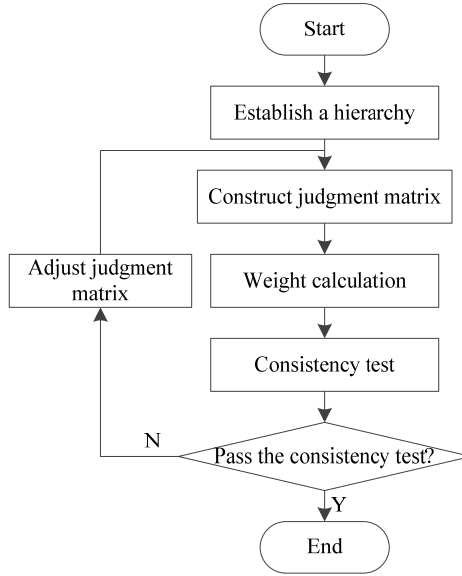 Start
Establish a hierarchy
Construct judgment matrix
Adjust judgment
matrix
Weight calculation
Consistency test
N
Pass the consistency test?
Y
End